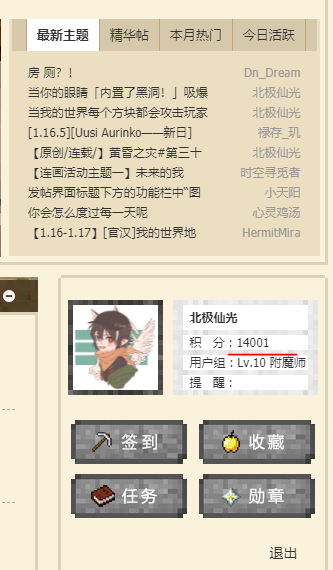 最新主题 精华帖 本月热门 今日活跃
房 屃？！ Dn_Dream
当你的眼睛「内置了黑洞！」吸爆 北极仙光
当我的世界每个方块都会攻击玩家 北极仙光
[1.16.5][Uusi Aurinko——新日] 禄存_玑
【原创/连载/】黄昏之灾#第三十 北极仙光
【连画活动主题一】未来的我 时空寻觅者
发帖界面标题下方的功能栏中“图 小天阳
你会怎么度过每一天呢 心灵鸡汤
【1.16-1.17】[官汉]我的世界地 HermitMira
北极仙光
积 分：14001
用户组：Lv.10 附魔师
提 醒：
签到 收藏
任务 勋章
退出